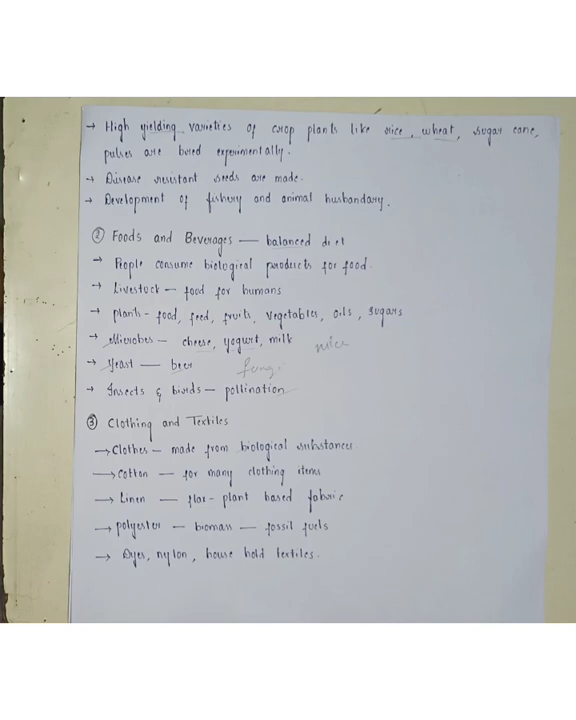 → High yielding varieties of crop plants like rice, wheat, sugar cane,
pulses are bred experimentally.
→ Disease resistant seeds are made.
→ Development of fishery and animal husbandary.
② Foods and Beverages — balanced diet
→ People consume biological products for food.
→ Livestock — food for humans
→ plants - food, feed, fruits, vegetables, oils, sugars
→ Microbes — cheese, yogurt, milk
→ Yeast — beer
→ Insects & birds — pollination
③ Clothing and Textiles
→ Clothes — made from biological substances
→ Cotton — for many clothing items
→ Linen — flax - plant based fabric
→ polyester — biomass — fossil fuels
→ Dyes, nylon, house hold textiles.